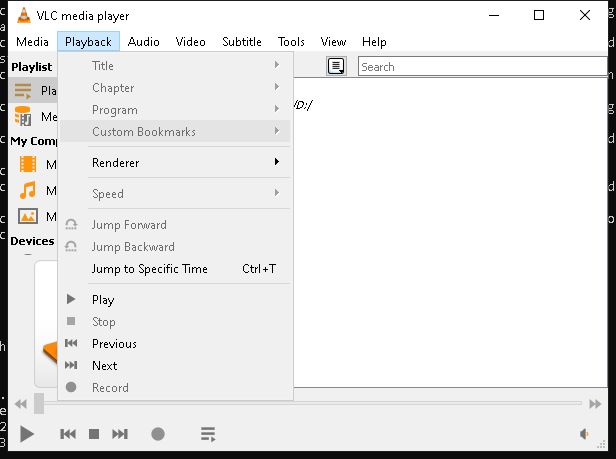 VLC media player
Media Playback Audio Video Subtitle Tools View Help
Playlist
Search
Title
Chapter
Program
Custom Bookmarks
Renderer
Speed
Jump Forward
Jump Backward
Jump to Specific Time Ctrl+T
Play
Stop
Previous
Next
Record
Pla
Me
My Comp
M
M
M
Devices
D:/